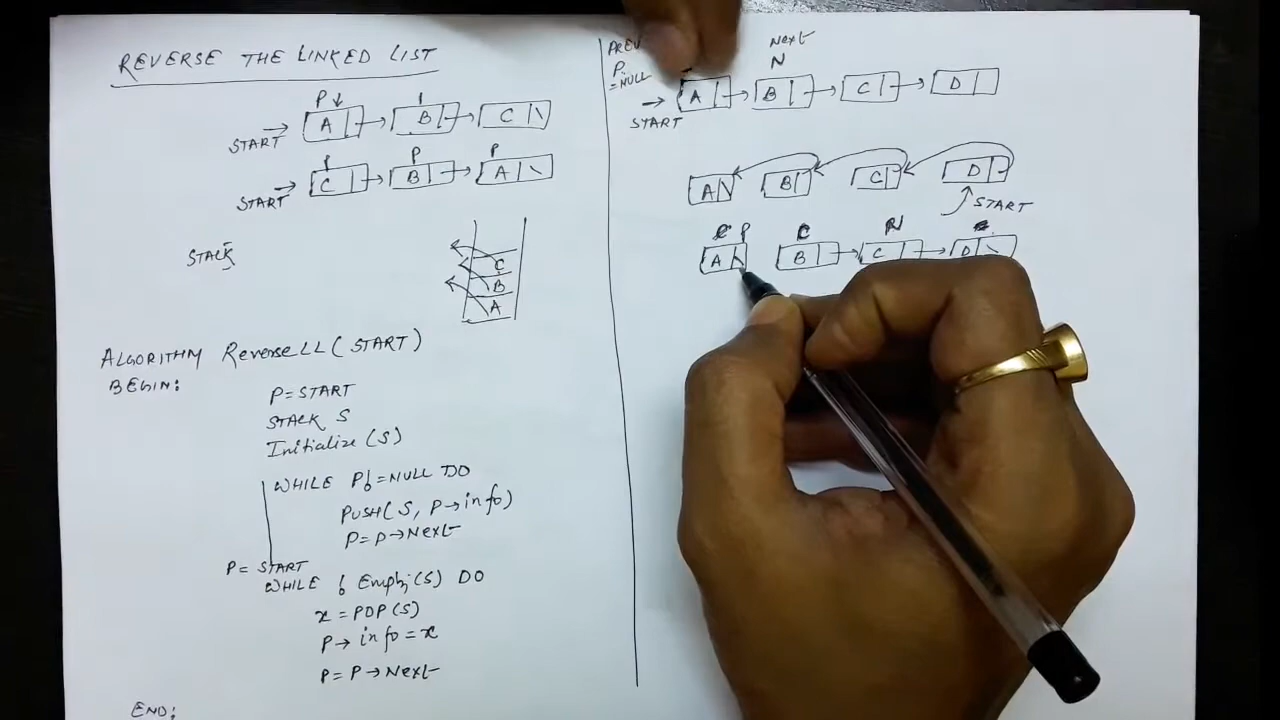 REVERSE THE LINKED LIST
P
START A B C
P P P
START C B A
STACK
C
B
A
ALGORITHM ReverseLL(START)
BEGIN:
P=START
STACK S
Initialize(S)
WHILE P!=NULL DO
PUSH(S, P→info)
P=P→Next
P=START
WHILE ! Empty(S) DO
x=POP(S)
P→info=x
P=P→Next
END:
PREV
P
=NULL
Next
N
START A B C D
A B C D
START
P C N
A B C D